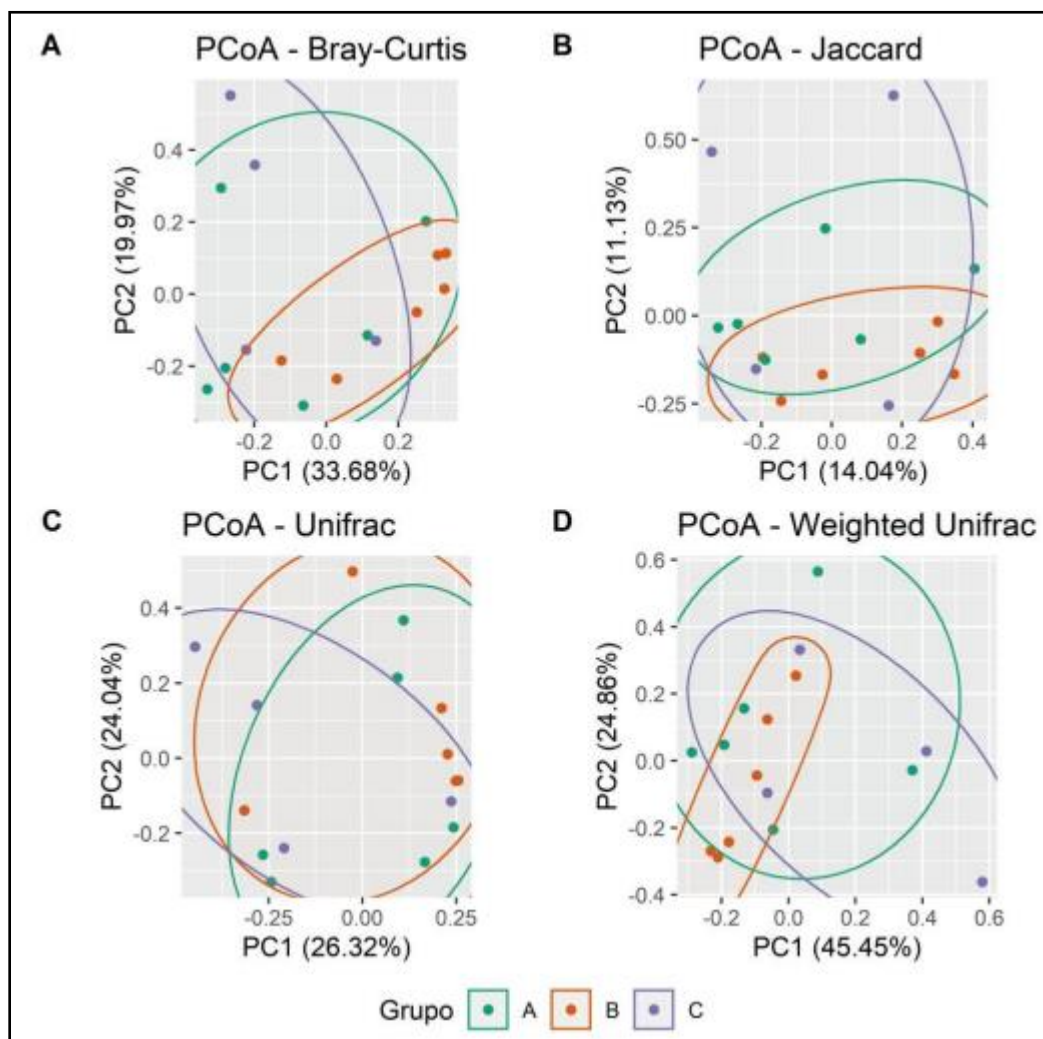 A PCoA - Bray-Curtis
PC2 (19.97%)
0.4
0.2
0.0
-0.2
-0.2 0.0 0.2
PC1 (33.68%)
B PCoA - Jaccard
PC2 (11.13%)
0.50
0.25
0.00
-0.25
-0.2 0.0 0.2 0.4
PC1 (14.04%)
C PCoA - Unifrac
PC2 (24.04%)
0.4
0.2
0.0
-0.2
-0.25 0.00 0.25
PC1 (26.32%)
D PCoA - Weighted Unifrac
PC2 (24.86%)
0.6
0.4
0.2
0.0
-0.2
-0.4
-0.2 0.0 0.2 0.4 0.6
PC1 (45.45%)
Grupo A B C